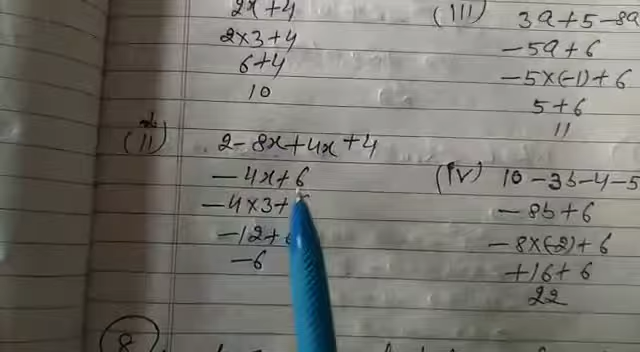 2x+4
2×3+4
6+4
10
(ii) 2-8x+4x+4
-4x+6
-4×3+
-12+
-6
(iii) 3a+5-8a
-5a+6
-5×(-1)+6
5+6
11
(iv) 10-3b-4-5
-8b+6
-8×(-2)+6
+16+6
22
8